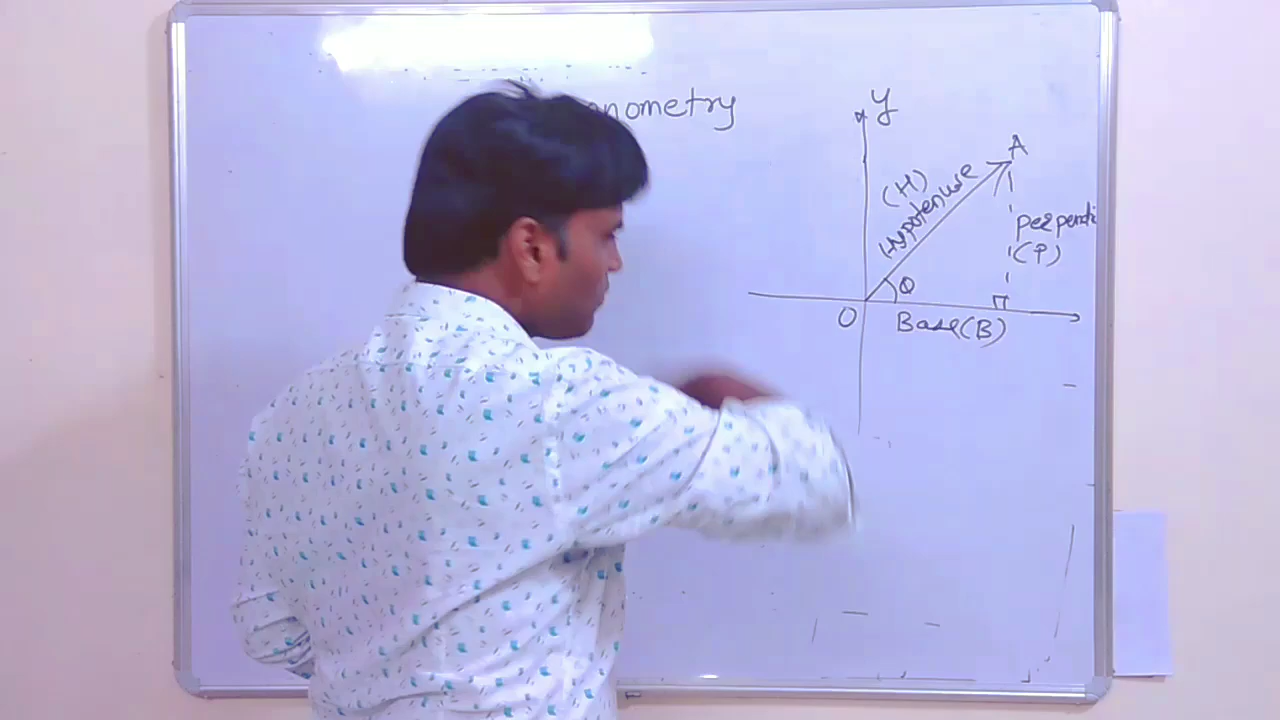 onometry
y
A
(H)
Hypotenuse
perpendi
(P)
θ
O
Base(B)